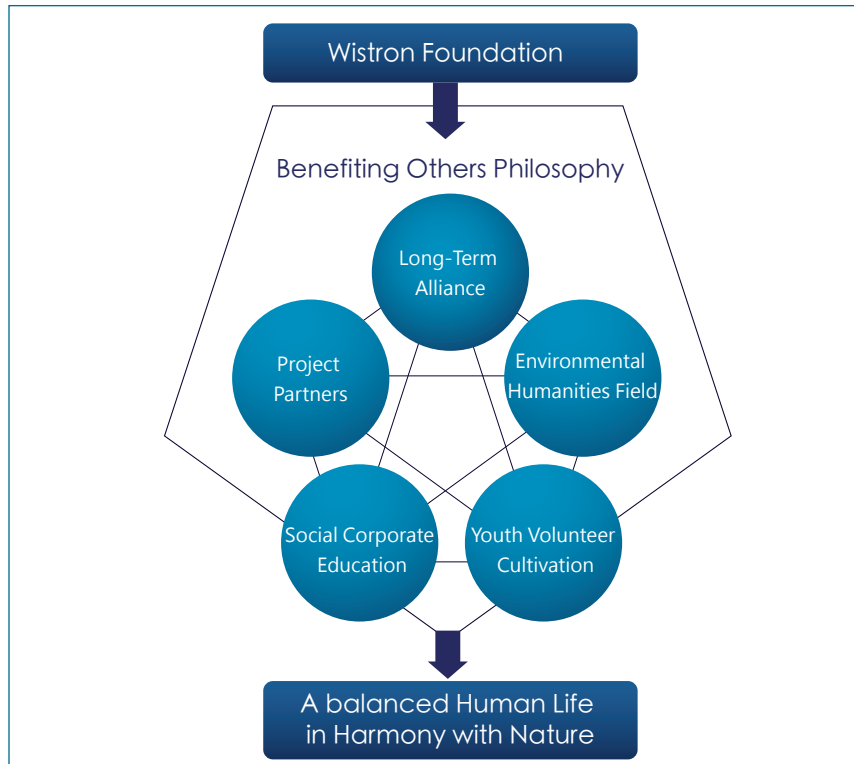 Wistron Foundation
Benefiting Others Philosophy
Long-Term
Alliance
Project
Partners
Environmental
Humanities Field
Social Corporate
Education
Youth Volunteer
Cultivation
A balanced Human Life
in Harmony with Nature